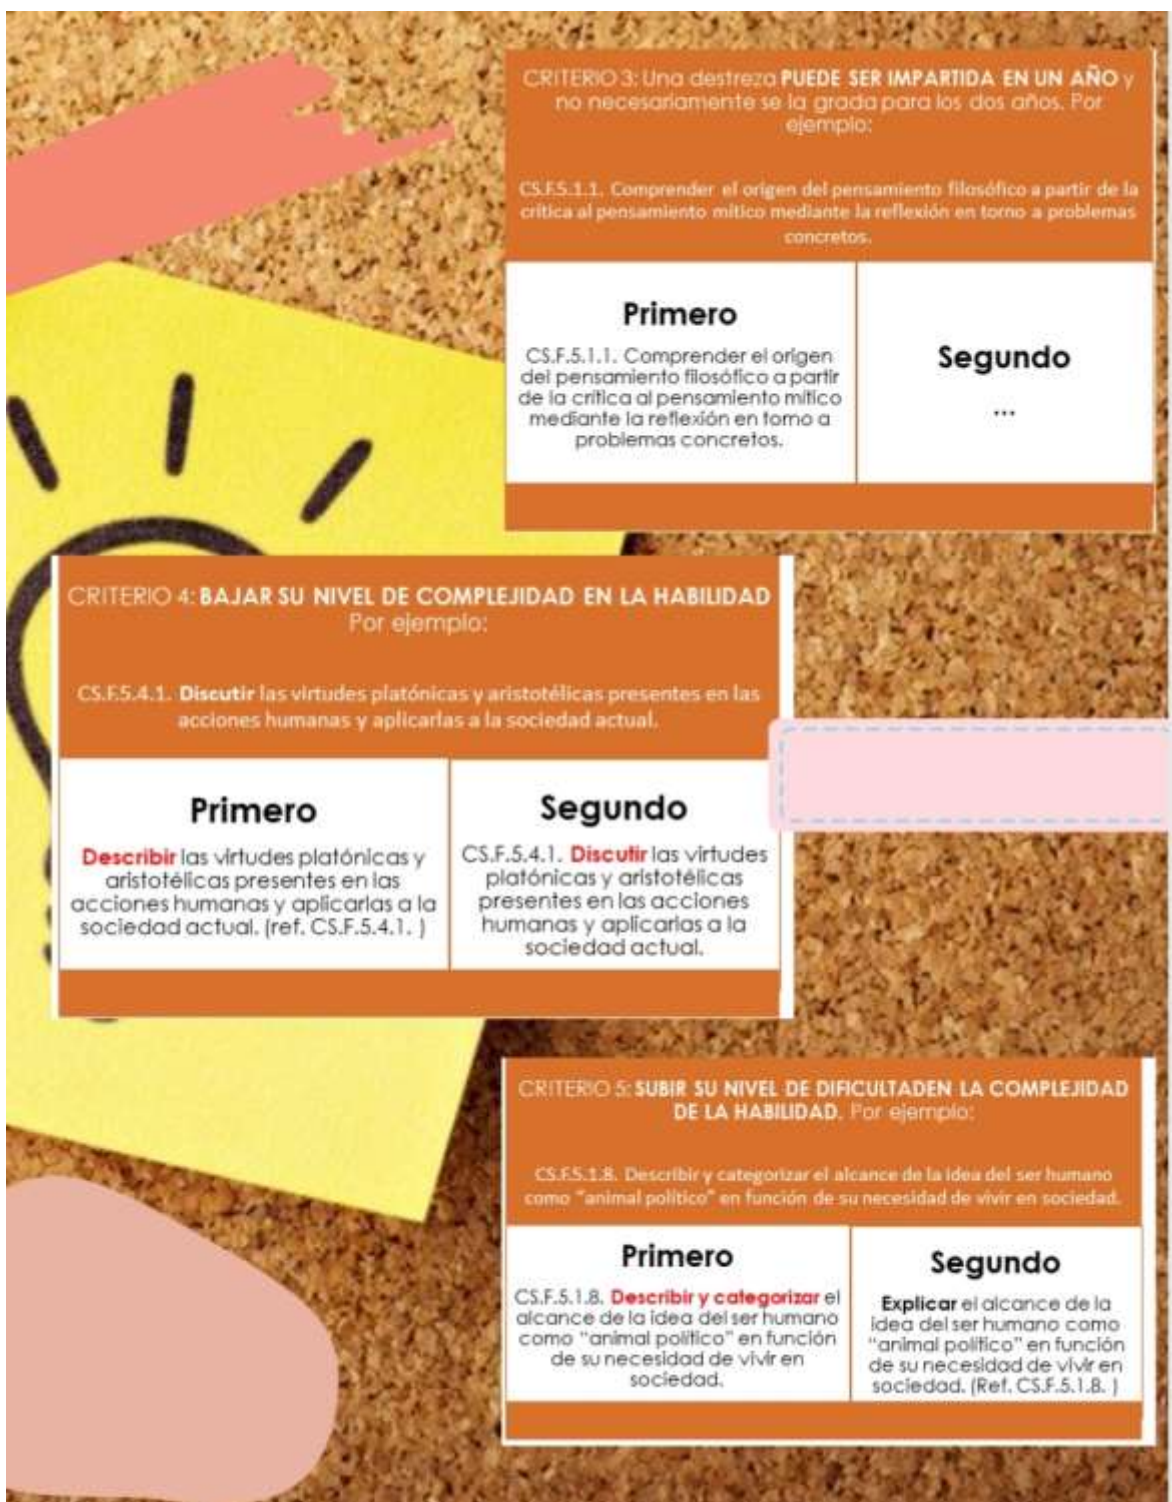 CRITERIO 3: Una destreza PUEDE SER IMPARTIDA EN UN AÑO y
no necesariamente se la grada para los dos años. Por
ejemplo:
CS.F.5.1.1. Comprender el origen del pensamiento filosófico a partir de la
crítica al pensamiento mítico mediante la reflexión en torno a problemas
concretos.
Primero
CS.F.5.1.1. Comprender el origen
del pensamiento filosófico a partir
de la crítica al pensamiento mítico
mediante la reflexión en torno a
problemas concretos.
Segundo
...
CRITERIO 4: BAJAR SU NIVEL DE COMPLEJIDAD EN LA HABILIDAD
Por ejemplo:
CS.F.5.4.1. Discutir las virtudes platónicas y aristotélicas presentes en las
acciones humanas y aplicarlas a la sociedad actual.
Primero
Describir las virtudes platónicas y
aristotélicas presentes en las
acciones humanas y aplicarlas a la
sociedad actual. (ref. CS.F.5.4.1. )
Segundo
CS.F.5.4.1. Discutir las virtudes
platónicas y aristotélicas
presentes en las acciones
humanas y aplicarlas a la
sociedad actual.
CRITERIO 5: SUBIR SU NIVEL DE DIFICULTADEN LA COMPLEJIDAD
DE LA HABILIDAD. Por ejemplo:
CS.F.5.1.8. Describir y categorizar el alcance de la idea del ser humano
como "animal político" en función de su necesidad de vivir en sociedad.
Primero
CS.F.5.1.8. Describir y categorizar el
alcance de la idea del ser humano
como "animal político" en función
de su necesidad de vivir en
sociedad.
Segundo
Explicar el alcance de la
idea del ser humano como
"animal político" en función
de su necesidad de vivir en
sociedad. (Ref. CS.F.5.1.8. )